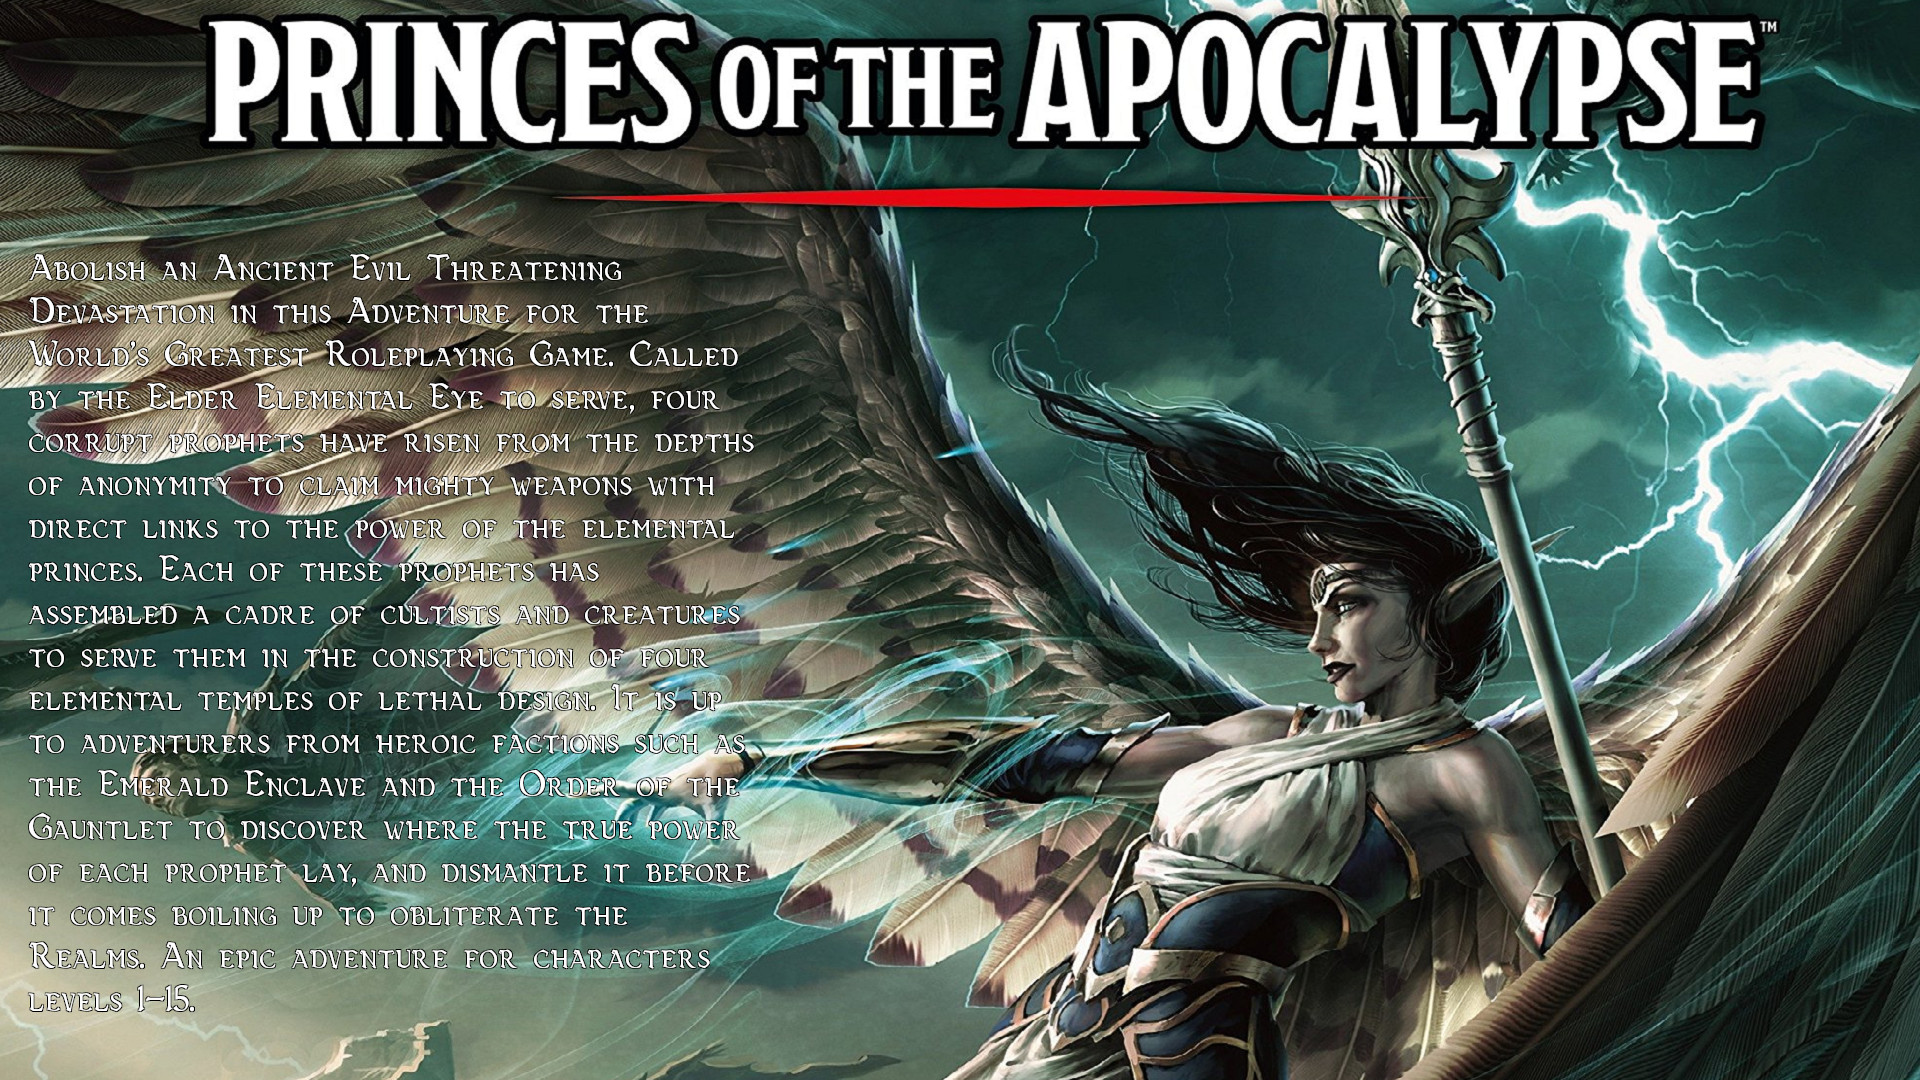 PRINCES OF THE APOCALYPSE™
Abolish an Ancient Evil Threatening
Devastation in this Adventure for the
World's Greatest Roleplaying Game. Called
by the Elder Elemental Eye to serve, four
corrupt prophets have risen from the depths
of anonymity to claim mighty weapons with
direct links to the power of the elemental
princes. Each of these prophets has
assembled a cadre of cultists and creatures
to serve them in the construction of four
elemental temples of lethal design. It is up
to adventurers from heroic factions such as
the Emerald Enclave and the Order of the
Gauntlet to discover where the true power
of each prophet lay, and dismantle it before
it comes boiling up to obliterate the
Realms. An epic adventure for characters
levels 1–15.